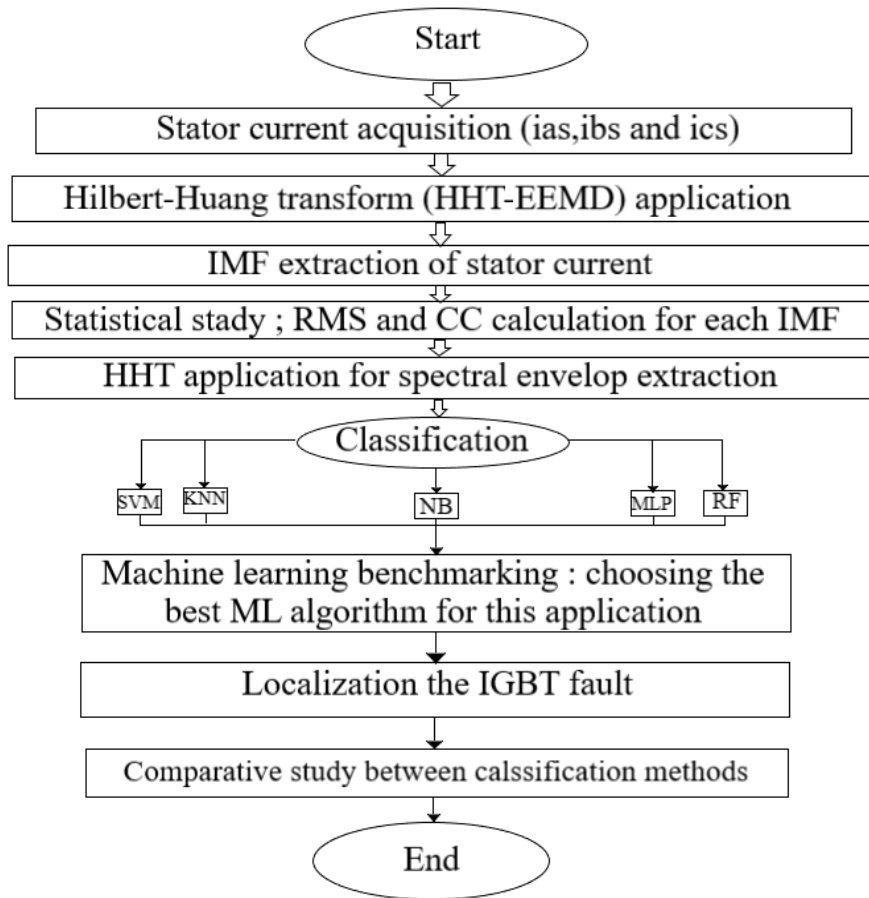 Start
Stator current acquisition (ias,ibs and ics)
Hilbert-Huang transform (HHT-EEMD) application
IMF extraction of stator current
Statistical stady ; RMS and CC calculation for each IMF
HHT application for spectral envelop extraction
Classification
SVM
KNN
NB
MLP
RF
Machine learning benchmarking : choosing the
best ML algorithm for this application
Localization the IGBT fault
Comparative study between calssification methods
End